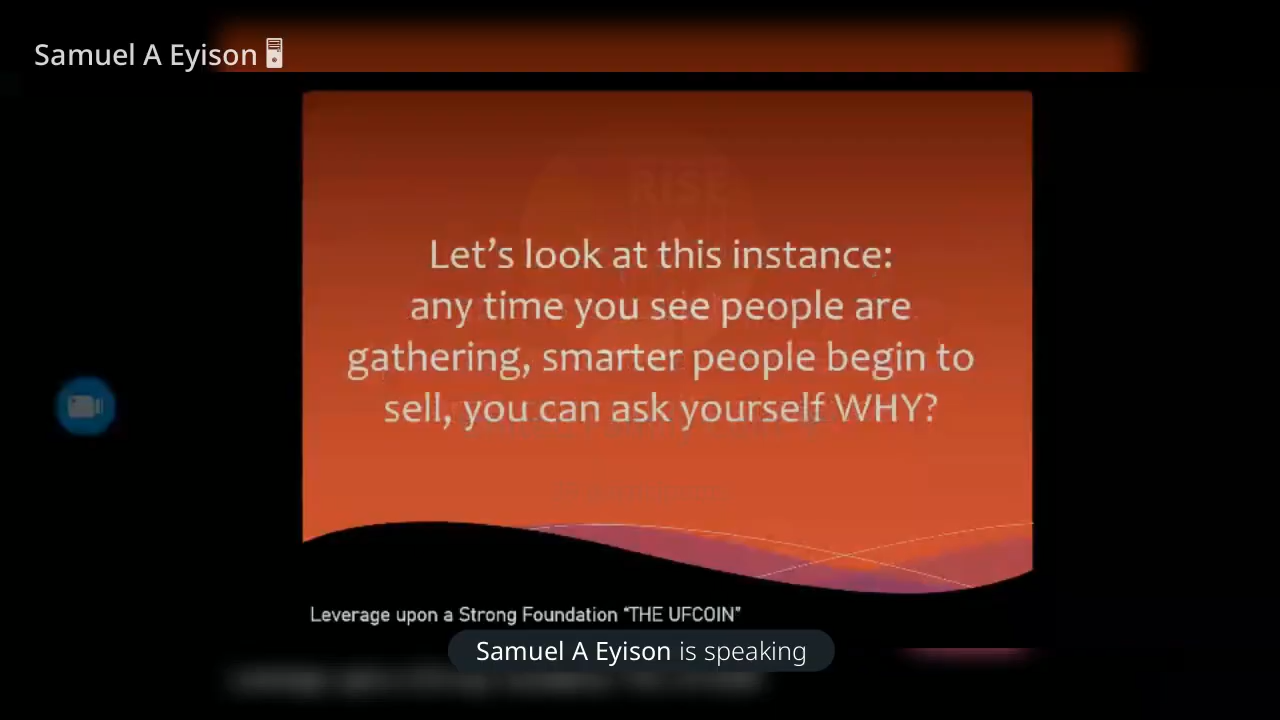 Samuel A Eyison
RISE
Let's look at this instance:
any time you see people are
gathering, smarter people begin to
sell, you can ask yourself WHY?
Leverage upon a Strong Foundation "THE UFCOIN"
Samuel A Eyison is speaking